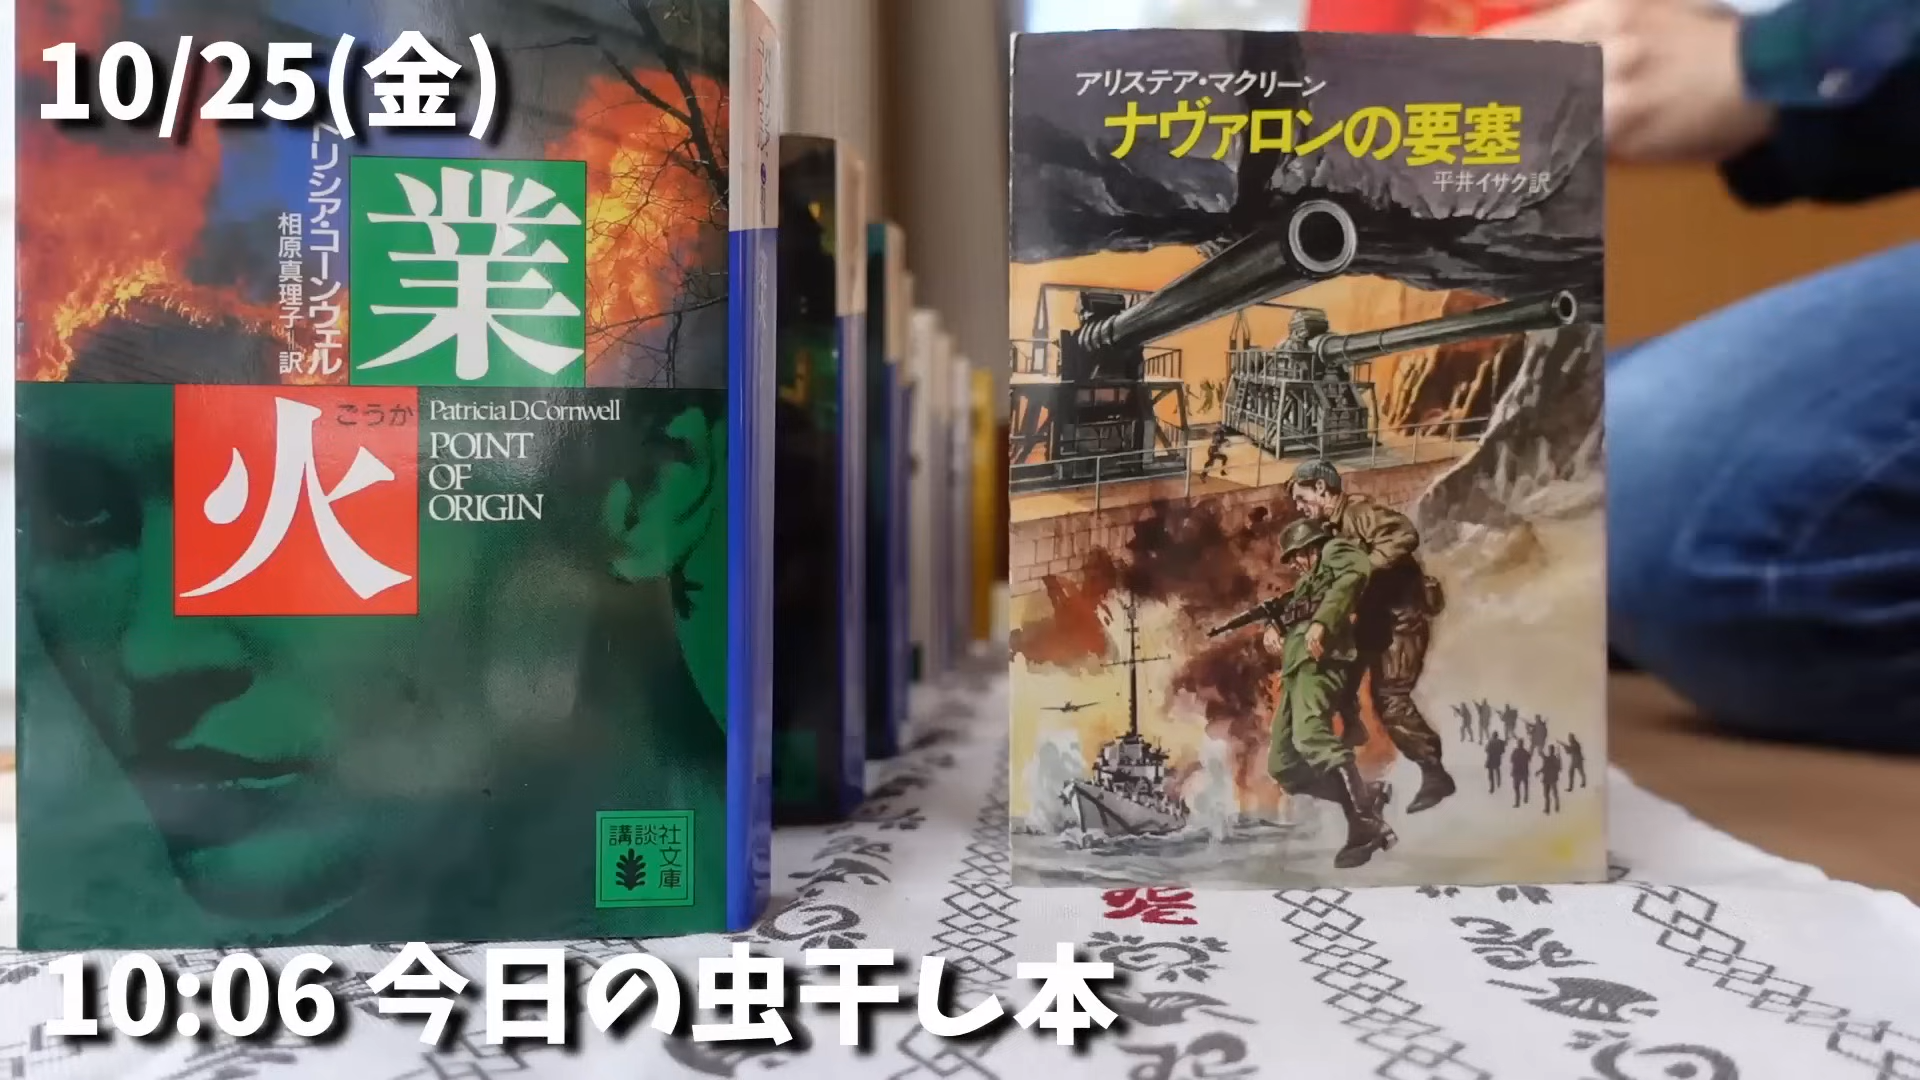 10/25(金)
パトリシア・コーンウェル
相原真理子=訳
業
火
ごうか
Patricia D.Cornwell
POINT
OF
ORIGIN
講談社
文
庫
アリステア・マクリーン
ナヴァロンの要塞
平井イサク訳
10:06 今日の虫干し本